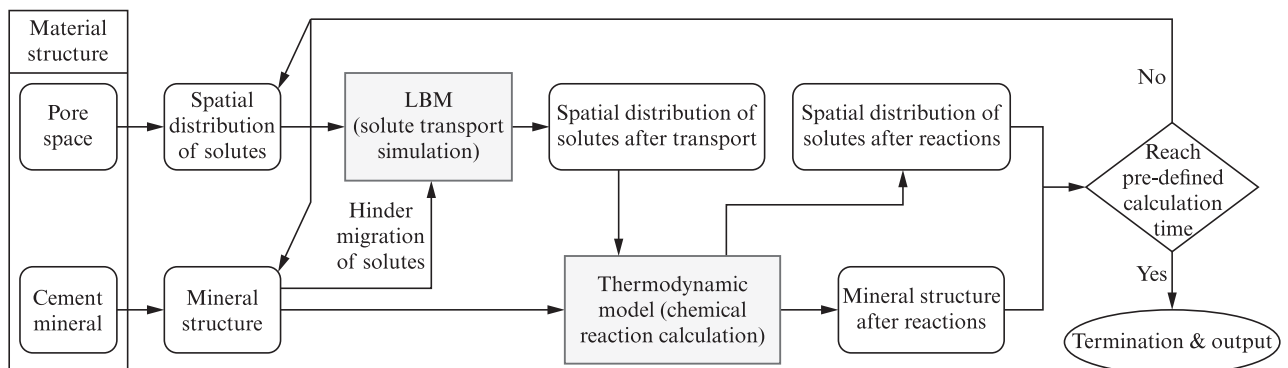 Material
structure
Pore
space
Spatial
distribution
of solutes
LBM
(solute transport
simulation)
Spatial distribution of
solutes after transport
Spatial distribution of
solutes after reactions
No
Reach
pre-defined
calculation
time
Hinder
migration
of solutes
Cement
mineral
Mineral
structure
Thermodynamic
model (chemical
reaction calculation)
Mineral structure
after reactions
Yes
Termination & output